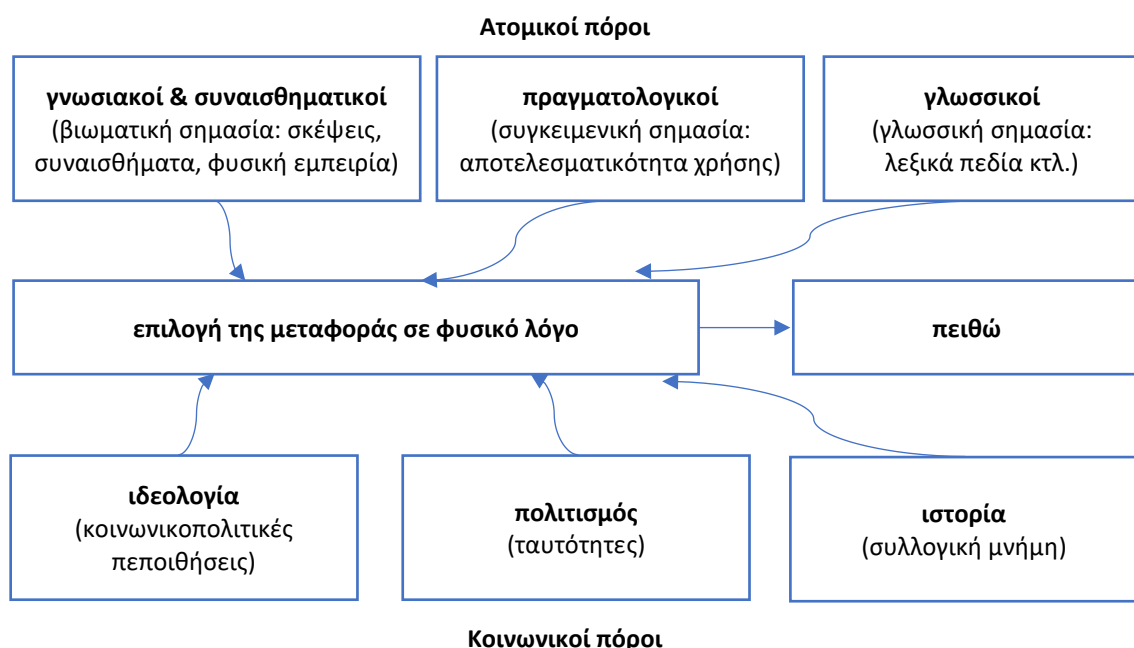 Ατομικοί πόροι
γνωσιακοί & συναισθηματικοί
(βιωματική σημασία: σκέψεις,
συναισθήματα, φυσική εμπειρία)
πραγματολογικοί
(συγκειμενική σημασία:
αποτελεσματικότητα χρήσης)
γλωσσικοί
(γλωσσική σημασία:
λεξικά πεδία κτλ.)
επιλογή της μεταφοράς σε φυσικό λόγο
πειθώ
ιδεολογία
(κοινωνικοπολιτικές
πεποιθήσεις)
πολιτισμός
(ταυτότητες)
ιστορία
(συλλογική μνήμη)
Κοινωνικοί πόροι